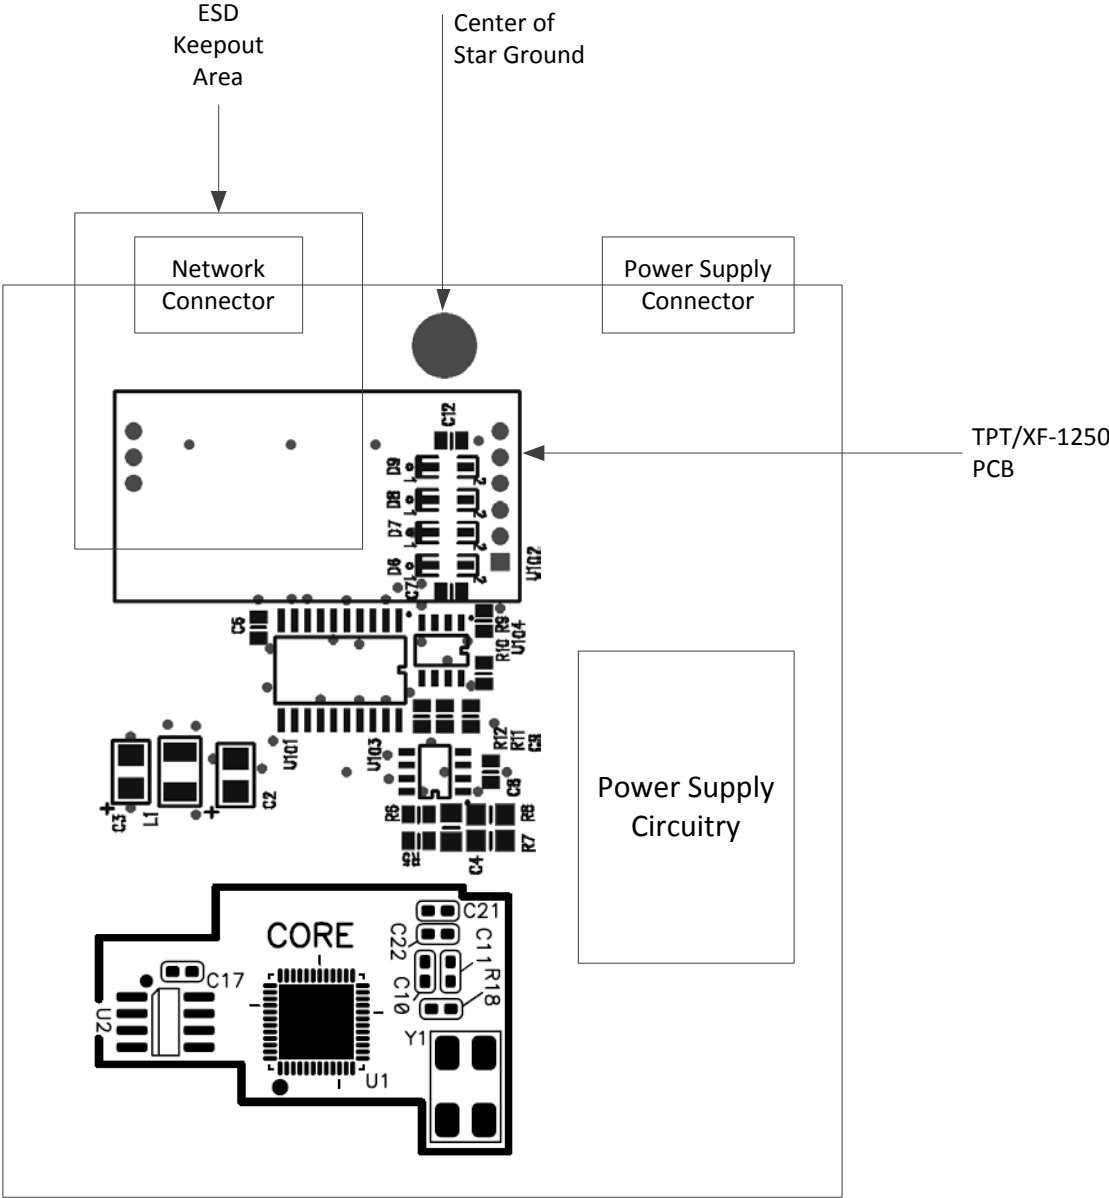 ESD
Keepout
Area
Center of
Star Ground
Network
Connector
Power Supply
Connector
TPT/XF-1250
PCB
C12
D9
D8
D7
D6
C7
U102
C6
R9
R10
U104
U101
U103
R12
R11
C9
C3
L1
C2
C8
R6
R8
R7
C4
Power Supply
Circuitry
CORE
C21
C22
C11
C10
R18
C17
U2
Y1
U1